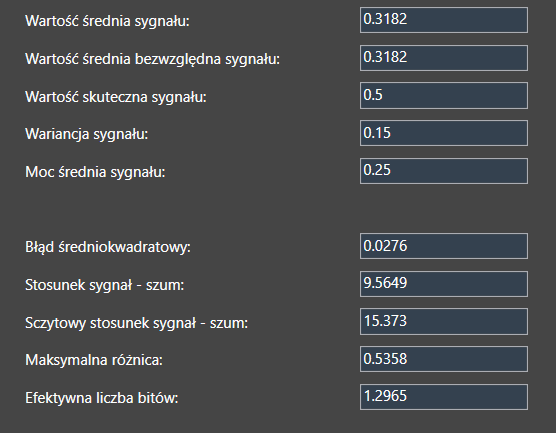 Wartość średnia sygnału: 0.3182
Wartość średnia bezwzględna sygnału: 0.3182
Wartość skuteczna sygnału: 0.5
Wariancja sygnału: 0.15
Moc średnia sygnału: 0.25
Błąd średniokwadratowy: 0.0276
Stosunek sygnał - szum: 9.5649
Sczytowy stosunek sygnał - szum: 15.373
Maksymalna różnica: 0.5358
Efektywna liczba bitów: 1.2965